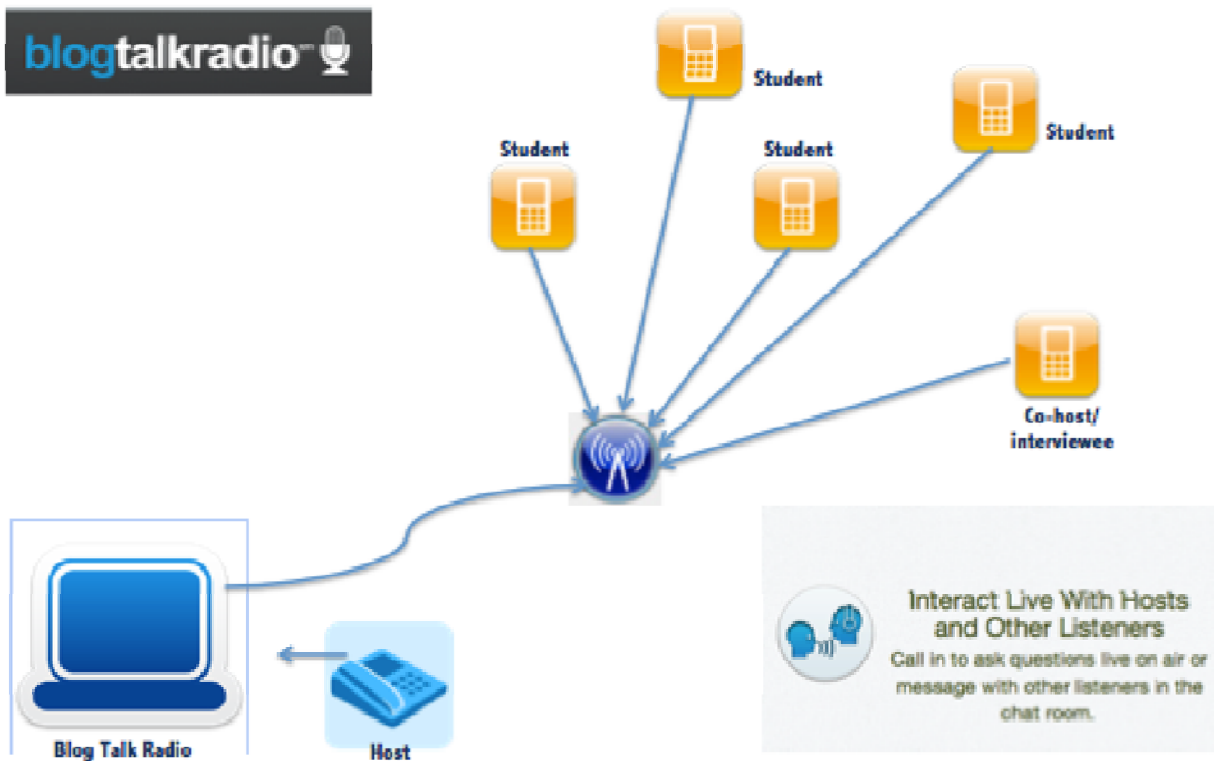 blogtalkradio
Student
Student
Student
Student
Co-host/
interviewee
Interact Live With Hosts
and Other Listeners
Call in to ask questions live on air or
message with other listeners in the
chat room.
Blog Talk Radio
Host